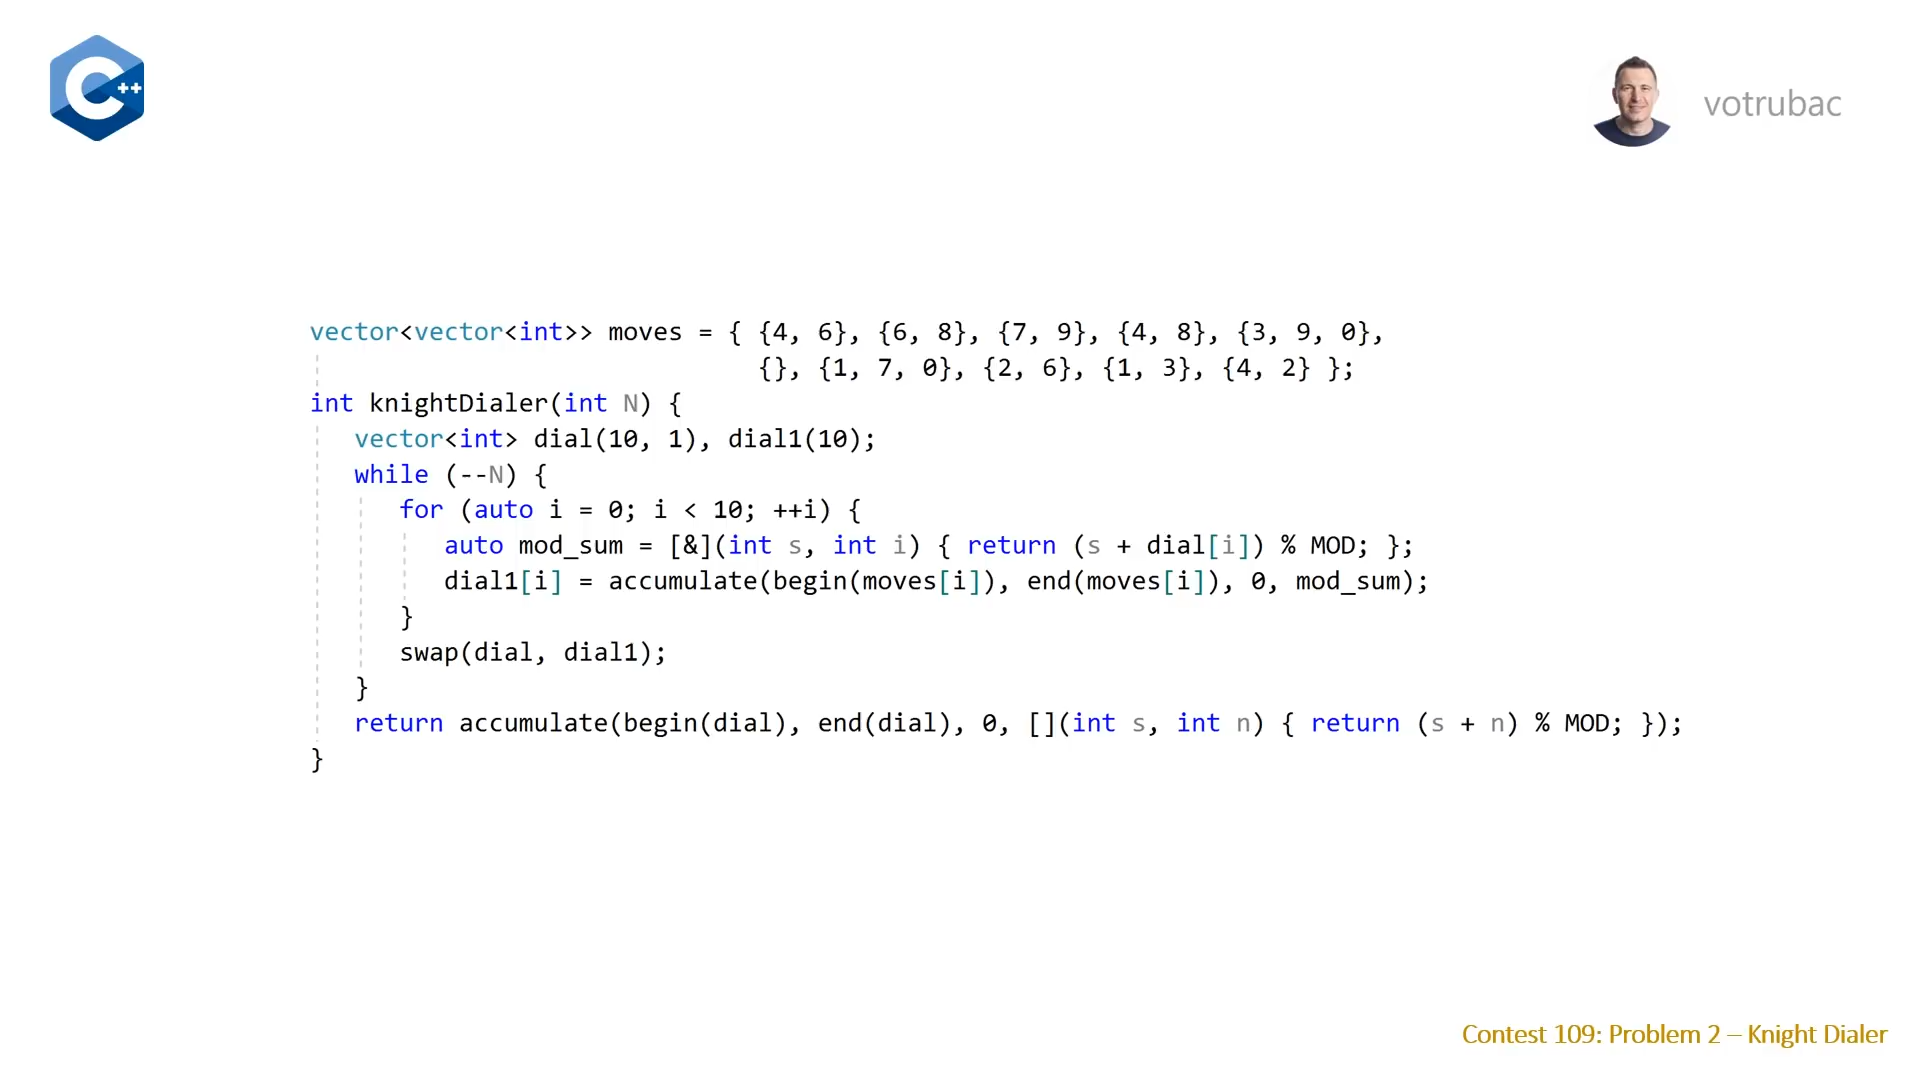 C++
votrubac
vector<vector<int>> moves = { {4, 6}, {6, 8}, {7, 9}, {4, 8}, {3, 9, 0},
{}, {1, 7, 0}, {2, 6}, {1, 3}, {4, 2} };
int knightDialer(int N) {
vector<int> dial(10, 1), dial1(10);
while (--N) {
for (auto i = 0; i < 10; ++i) {
auto mod_sum = [&](int s, int i) { return (s + dial[i]) % MOD; };
dial1[i] = accumulate(begin(moves[i]), end(moves[i]), 0, mod_sum);
}
swap(dial, dial1);
}
return accumulate(begin(dial), end(dial), 0, [](int s, int n) { return (s + n) % MOD; });
}
Contest 109: Problem 2 – Knight Dialer